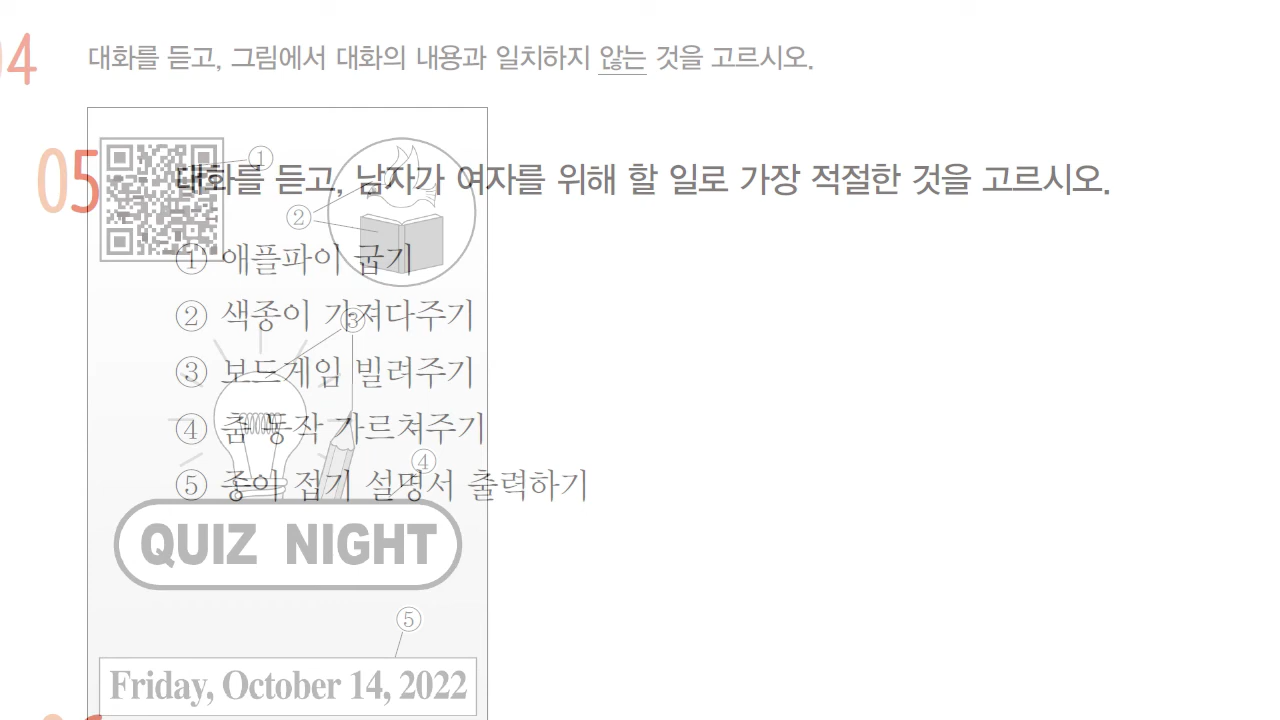 04
대화를 듣고, 그림에서 대화의 내용과 일치하지 않는 것을 고르시오.
①
②
③
④
QUIZ NIGHT
⑤
Friday, October 14, 2022
05
대화를 듣고, 남자가 여자를 위해 할 일로 가장 적절한 것을 고르시오.
① 애플파이 굽기
② 색종이 가져다주기
③ 보드게임 빌려주기
④ 춤 동작 가르쳐주기
⑤ 종이 접기 설명서 출력하기